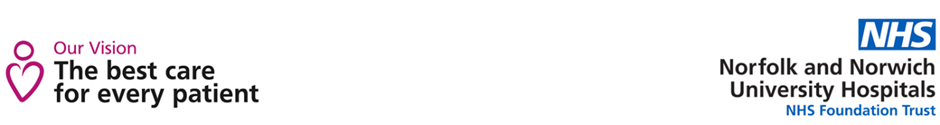 Our Vision
The best care
for every patient
NHS
Norfolk and Norwich
University Hospitals
NHS Foundation Trust